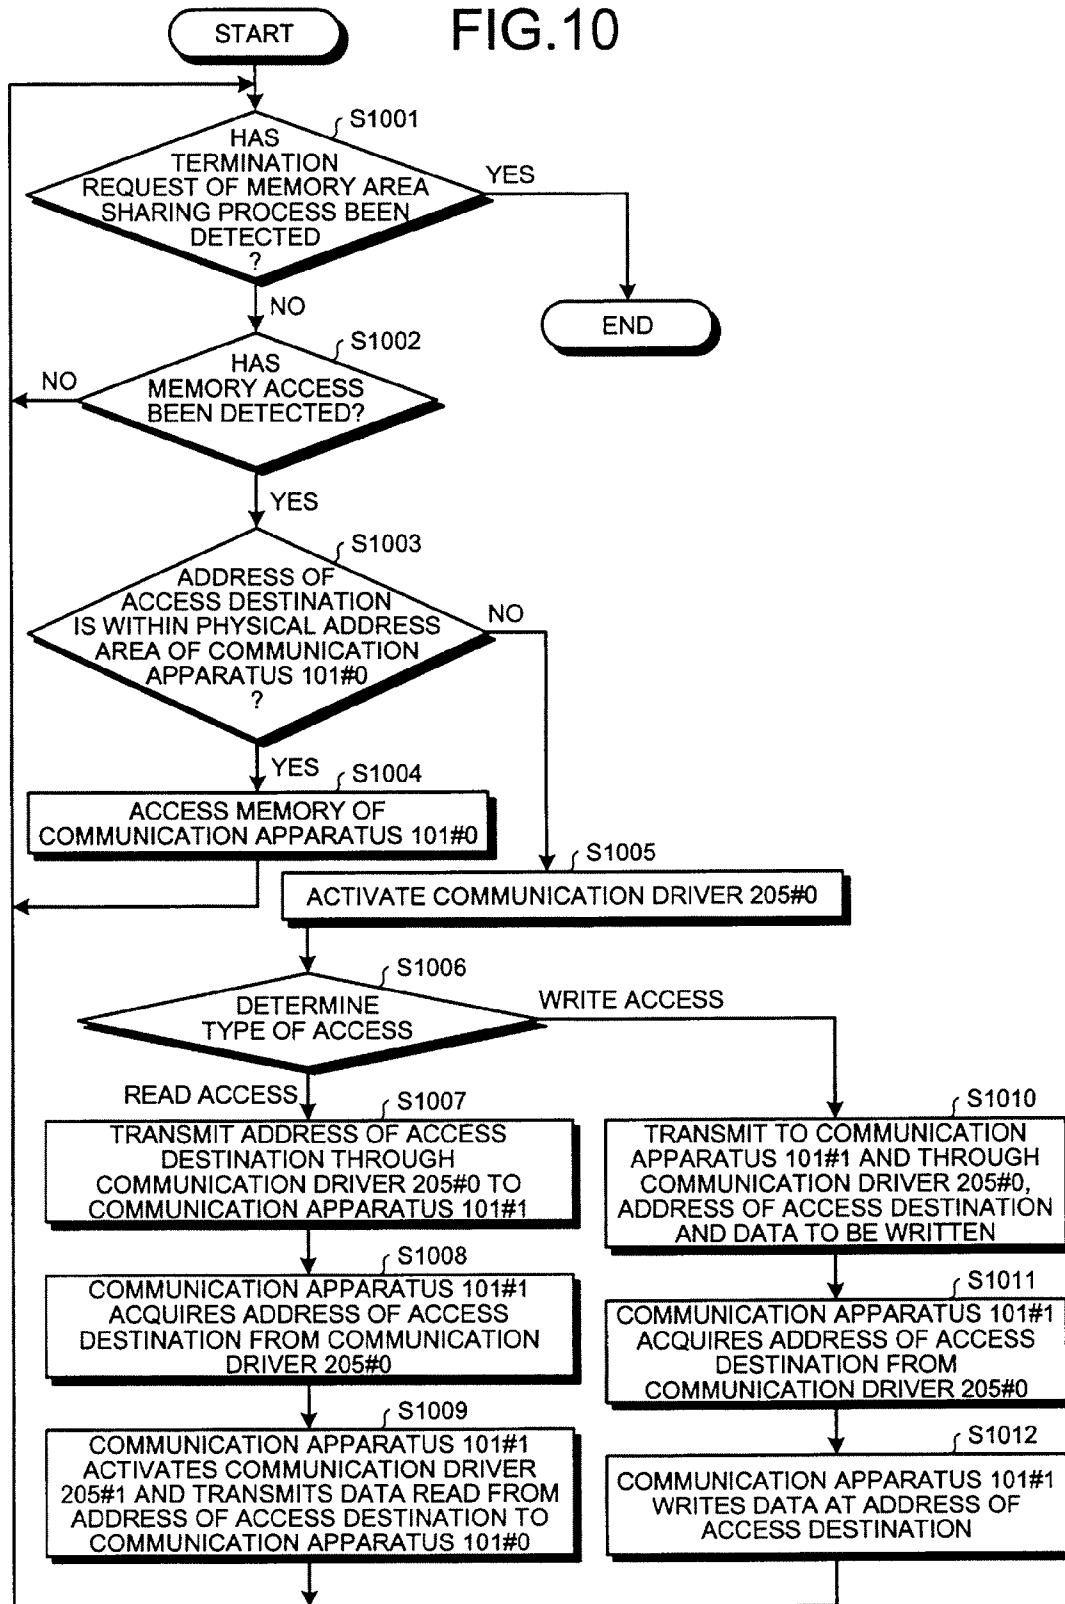 FIG.10
START
S1001
HAS
TERMINATION
REQUEST OF MEMORY AREA
SHARING PROCESS BEEN
DETECTED
?
YES
END
NO
S1002
HAS
MEMORY ACCESS
BEEN DETECTED?
NO
YES
S1003
ADDRESS OF
ACCESS DESTINATION
IS WITHIN PHYSICAL ADDRESS
AREA OF COMMUNICATION
APPARATUS 101#0
?
NO
YES
S1004
ACCESS MEMORY OF
COMMUNICATION APPARATUS 101#0
S1005
ACTIVATE COMMUNICATION DRIVER 205#0
S1006
DETERMINE
TYPE OF ACCESS
WRITE ACCESS
READ ACCESS
S1007
TRANSMIT ADDRESS OF ACCESS
DESTINATION THROUGH
COMMUNICATION DRIVER 205#0 TO
COMMUNICATION APPARATUS 101#1
S1008
COMMUNICATION APPARATUS 101#1
ACQUIRES ADDRESS OF ACCESS
DESTINATION FROM COMMUNICATION
DRIVER 205#0
S1009
COMMUNICATION APPARATUS 101#1
ACTIVATES COMMUNICATION DRIVER
205#1 AND TRANSMITS DATA READ FROM
ADDRESS OF ACCESS DESTINATION TO
COMMUNICATION APPARATUS 101#0
S1010
TRANSMIT TO COMMUNICATION
APPARATUS 101#1 AND THROUGH
COMMUNICATION DRIVER 205#0,
ADDRESS OF ACCESS DESTINATION
AND DATA TO BE WRITTEN
S1011
COMMUNICATION APPARATUS 101#1
ACQUIRES ADDRESS OF ACCESS
DESTINATION FROM
COMMUNICATION DRIVER 205#0
S1012
COMMUNICATION APPARATUS 101#1
WRITES DATA AT ADDRESS OF
ACCESS DESTINATION